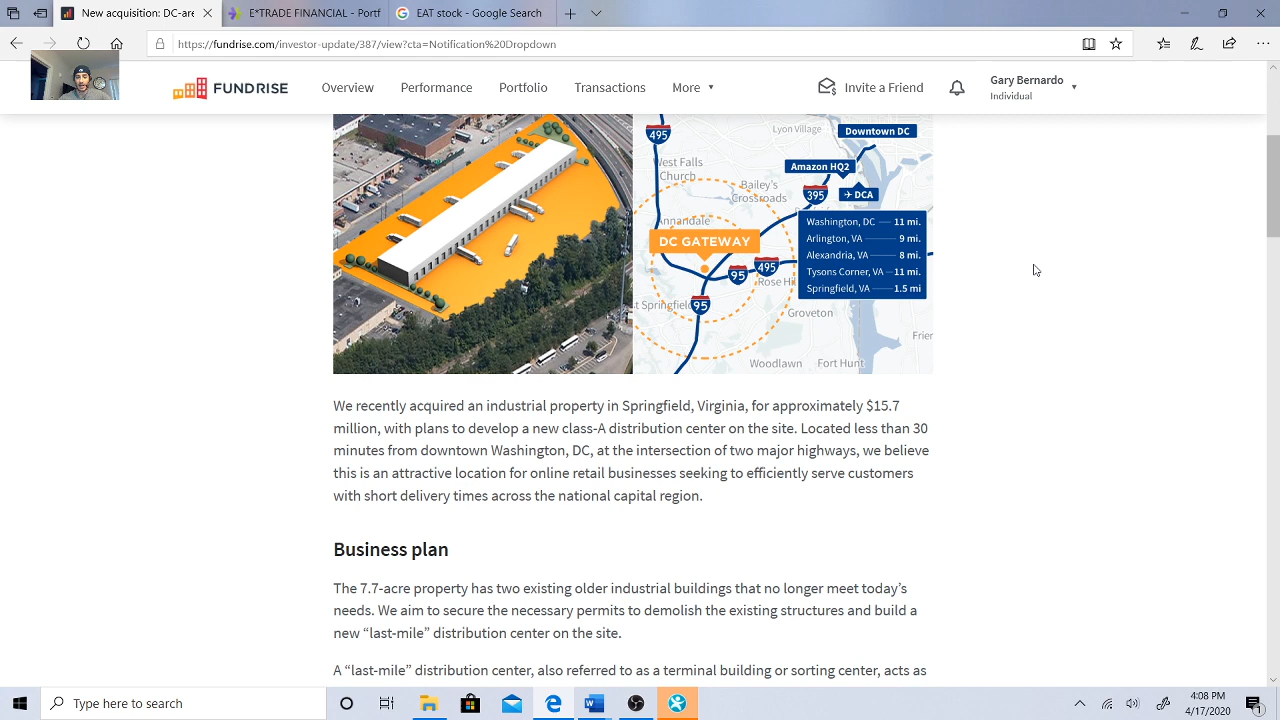 New acquisition: DC-are
E*TRADE FINANCIAL - Port
EAT stock - Google Search
https://fundrise.com/investor-update/387/view?cta=Notification%20Dropdown
FUNDRISE
Overview
Performance
Portfolio
Transactions
More
Invite a Friend
Gary Bernardo
Individual
495
Lyon Village
Downtown DC
West Falls
Church
Amazon HQ2
Bailey's
Crossroads
395
DCA
Annandale
DC GATEWAY
Washington, DC — 11 mi.
Arlington, VA — 9 mi.
Alexandria, VA — 8 mi.
Tysons Corner, VA — 11 mi.
Springfield, VA — 1.5 mi
95
495
Rose Hi
st Springfield
95
Groveton
Frier
Woodlawn
Fort Hunt
We recently acquired an industrial property in Springfield, Virginia, for approximately $15.7
million, with plans to develop a new class-A distribution center on the site. Located less than 30
minutes from downtown Washington, DC, at the intersection of two major highways, we believe
this is an attractive location for online retail businesses seeking to efficiently serve customers
with short delivery times across the national capital region.
Business plan
The 7.7-acre property has two existing older industrial buildings that no longer meet today's
needs. We aim to secure the necessary permits to demolish the existing structures and build a
new “last-mile” distribution center on the site.
A “last-mile” distribution center, also referred to as a terminal building or sorting center, acts as
Type here to search
4:08 PM
4/17/2020
1